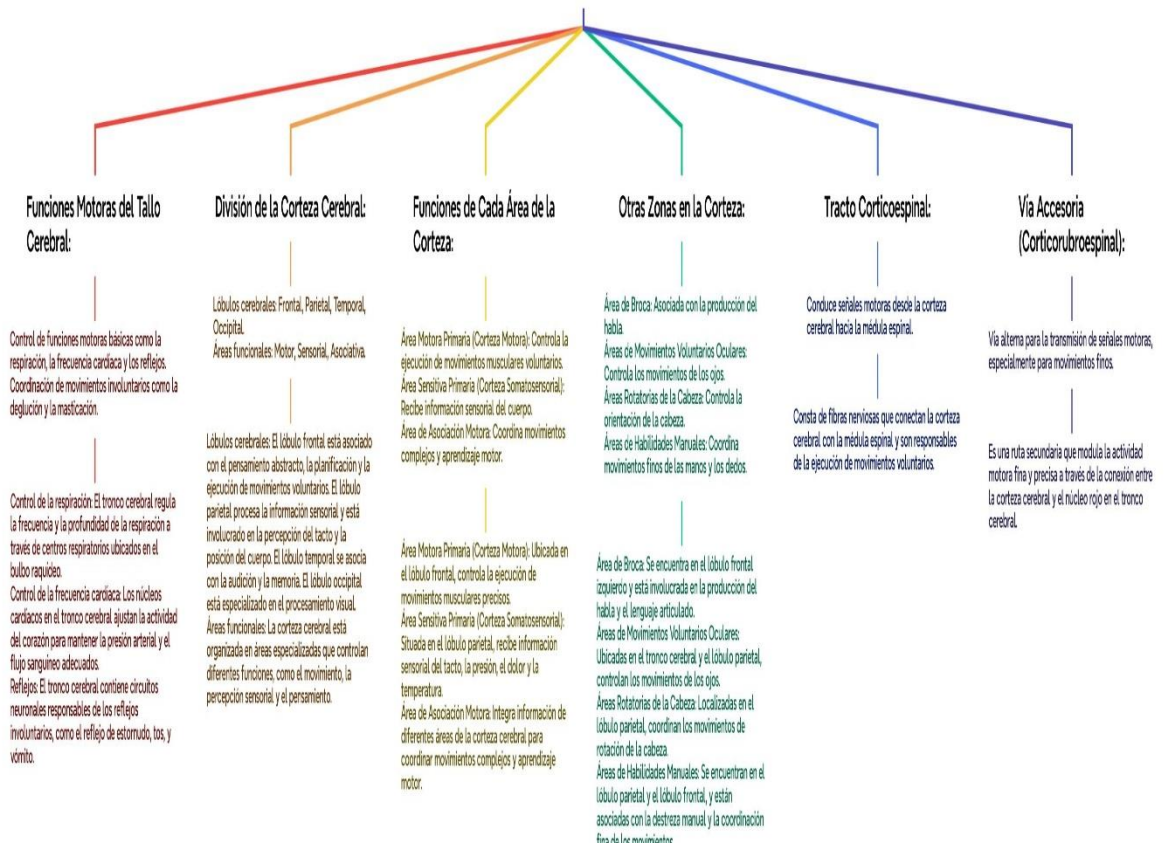 Funciones Motoras del Tallo
Cerebral:
Control de funciones motoras básicas como la
respiración, la frecuencia cardíaca y los reflejos.
Coordinación de movimientos involuntarios como la
deglución y la masticación.
Control de la respiración: El tronco cerebral regula
la frecuencia y la profundidad de la respiración a
través de centros respiratorios ubicados en el
bulbo raquídeo.
Control de la frecuencia cardíaca: Los núcleos
cardíacos en el tronco cerebral ajustan la actividad
del corazón para mantener la presión arterial y el
flujo sanguíneo adecuados.
Reflejos: El tronco cerebral contiene circuitos
neuronales responsables de los reflejos
involuntarios, como el reflejo de estornudo, tos, y
vómito.
División de la Corteza Cerebral:
Lóbulos cerebrales: Frontal, Parietal, Temporal,
Occipital.
Áreas funcionales: Motor, Sensorial, Asociativa.
Lóbulos cerebrales: El lóbulo frontal está asociado
con el pensamiento abstracto, la planificación y la
ejecución de movimientos voluntarios. El lóbulo
parietal procesa la información sensorial y está
involucrado en la percepción del tacto y la
posición del cuerpo. El lóbulo temporal se asocia
con la audición y la memoria. El lóbulo occipital
está especializado en el procesamiento visual.
Áreas funcionales: La corteza cerebral está
organizada en áreas especializadas que controlan
diferentes funciones, como el movimiento, la
percepción sensorial y el pensamiento.
Funciones de Cada Área de la
Corteza:
Área Motora Primaria (Corteza Motora): Controla la
ejecución de movimientos musculares voluntarios.
Área Sensitiva Primaria (Corteza Somatosensorial):
Recibe información sensorial del cuerpo.
Área de Asociación Motora: Coordina movimientos
complejos y aprendizaje motor.
Área Motora Primaria (Corteza Motora): Ubicada en
el lóbulo frontal, controla la ejecución de
movimientos musculares precisos.
Área Sensitiva Primaria (Corteza Somatosensorial):
Situada en el lóbulo parietal, recibe información
sensorial del tacto, la presión, el dolor y la
temperatura.
Área de Asociación Motora: Integra información de
diferentes áreas de la corteza cerebral para
coordinar movimientos complejos y aprendizaje
motor.
Otras Zonas en la Corteza:
Área de Broca: Asociada con la producción del
habla.
Áreas de Movimientos Voluntarios Oculares:
Controla los movimientos de los ojos.
Áreas Rotatorias de la Cabeza: Controla la
orientación de la cabeza.
Áreas de Habilidades Manuales: Coordina
movimientos finos de las manos y los dedos.
Área de Broca: Se encuentra en el lóbulo frontal
izquierdo y está involucrada en la producción del
habla y el lenguaje articulado.
Áreas de Movimientos Voluntarios Oculares:
Ubicadas en el tronco cerebral y el lóbulo parietal,
controlan los movimientos de los ojos.
Áreas Rotatorias de la Cabeza: Localizadas en el
lóbulo parietal, coordinan los movimientos de
rotación de la cabeza.
Áreas de Habilidades Manuales: Se encuentran en el
lóbulo parietal y el lóbulo frontal, y están
asociadas con la destreza manual y la coordinación
fina de los movimientos.
Tracto Corticoespinal:
Conduce señales motoras desde la corteza
cerebral hacia la médula espinal.
Consta de fibras nerviosas que conectan la corteza
cerebral con la médula espinal y son responsables
de la ejecución de movimientos voluntarios.
Vía Accesoria
(Corticorubroespinal):
Vía alterna para la transmisión de señales motoras,
especialmente para movimientos finos.
Es una ruta secundaria que modula la actividad
motora fina y precisa a través de la conexión entre
la corteza cerebral y el núcleo rojo en el tronco
cerebral.